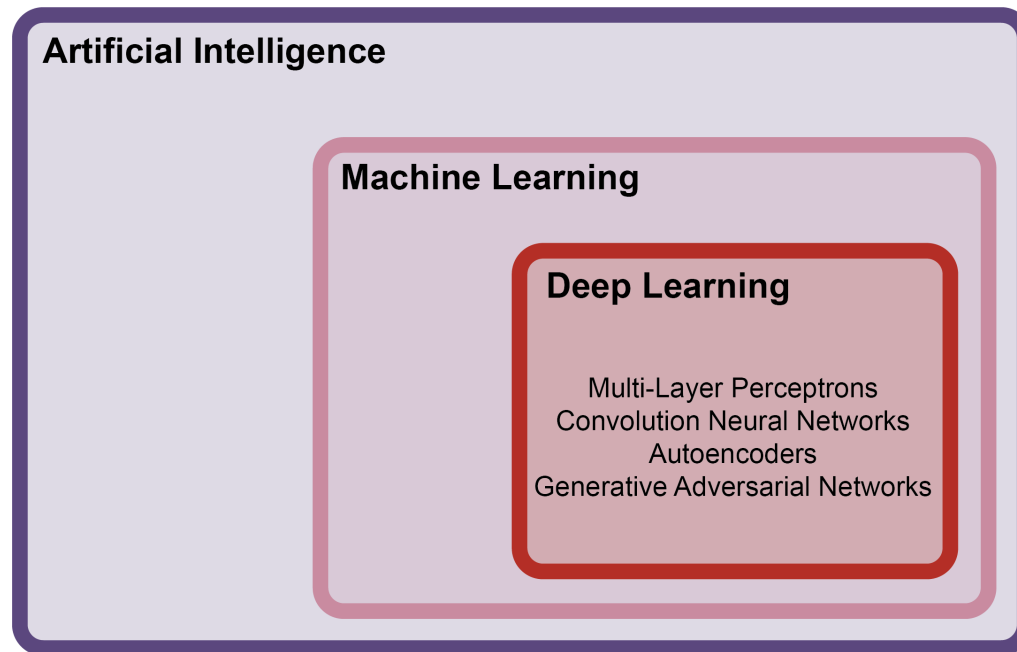 Artificial Intelligence
Machine Learning
Deep Learning
Multi-Layer Perceptrons
Convolution Neural Networks
Autoencoders
Generative Adversarial Networks